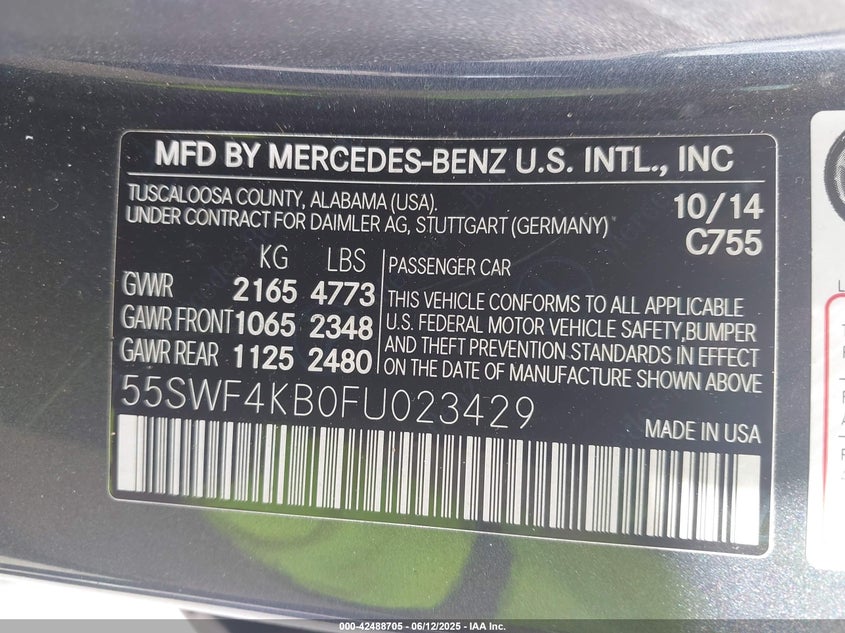 MFD BY MERCEDES-BENZ U.S. INTL., INC
TUSCALOOSA COUNTY, ALABAMA (USA).
UNDER CONTRACT FOR DAIMLER AG, STUTTGART (GERMANY)
10/14
C755
KG LBS
GVWR 2165 4773
GAWR FRONT 1065 2348
GAWR REAR 1125 2480
PASSENGER CAR
THIS VEHICLE CONFORMS TO ALL APPLICABLE
U.S. FEDERAL MOTOR VEHICLE SAFETY,BUMPER
AND THEFT PREVENTION STANDARDS IN EFFECT
ON THE DATE OF MANUFACTURE SHOWN ABOVE
55SWF4KB0FU023429
MADE IN USA
000-42488705 - 06/12/2025 - IAA Inc.